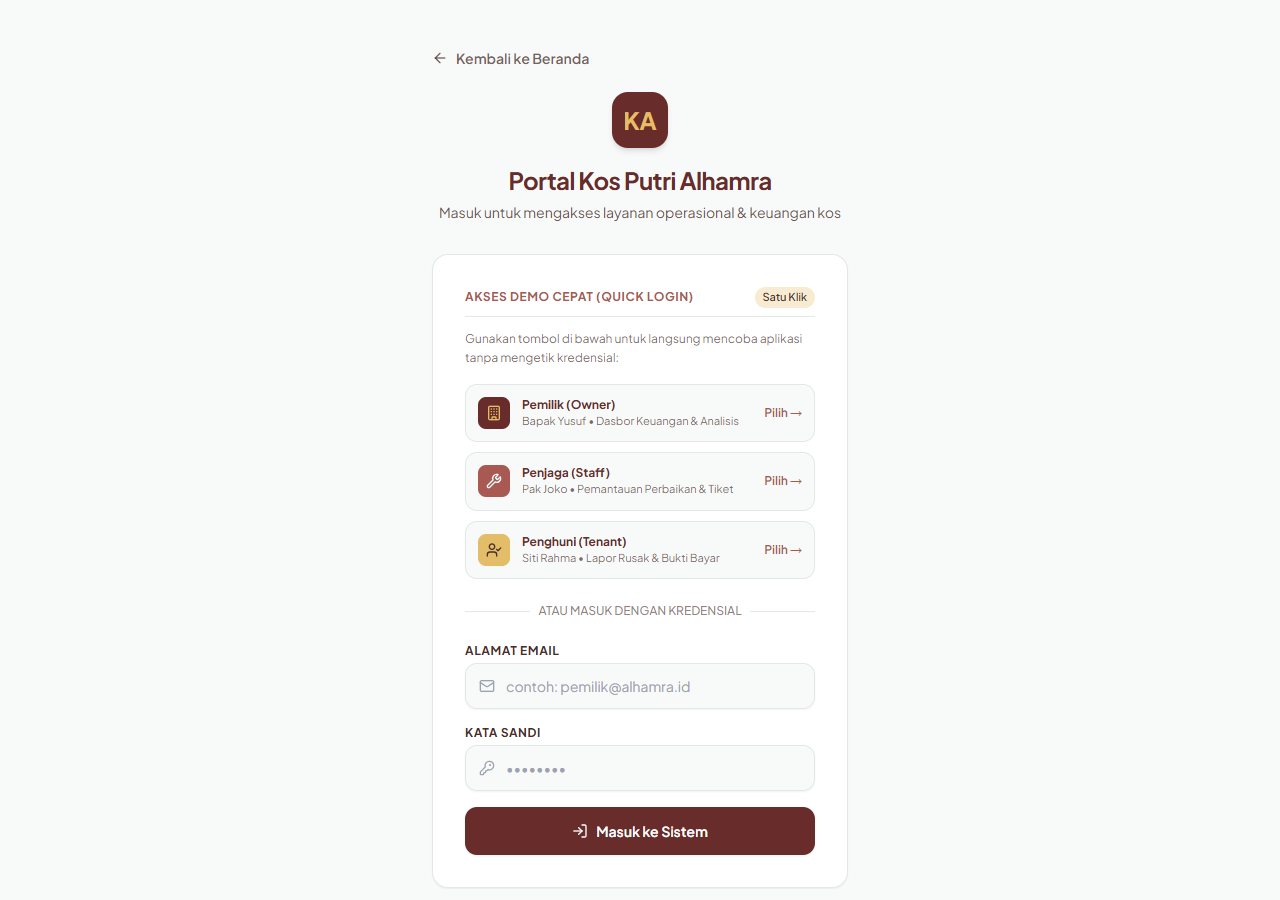 Kembali ke Beranda
KA
Portal Kos Putri Alhamra
Masuk untuk mengakses layanan operasional & keuangan kos
AKSES DEMO CEPAT (QUICK LOGIN)
Satu Klik
Gunakan tombol di bawah untuk langsung mencoba aplikasi
tanpa mengetik kredensial:
Pemilik (Owner)
Bapak Yusuf • Dasbor Keuangan & Analisis
Pilih →
Penjaga (Staff)
Pak Joko • Pemantauan Perbaikan & Tiket
Pilih →
Penghuni (Tenant)
Siti Rahma • Lapor Rusak & Bukti Bayar
Pilih →
ATAU MASUK DENGAN KREDENSIAL
ALAMAT EMAIL
contoh: pemilik@alhamra.id
KATA SANDI
••••••••
Masuk ke Sistem